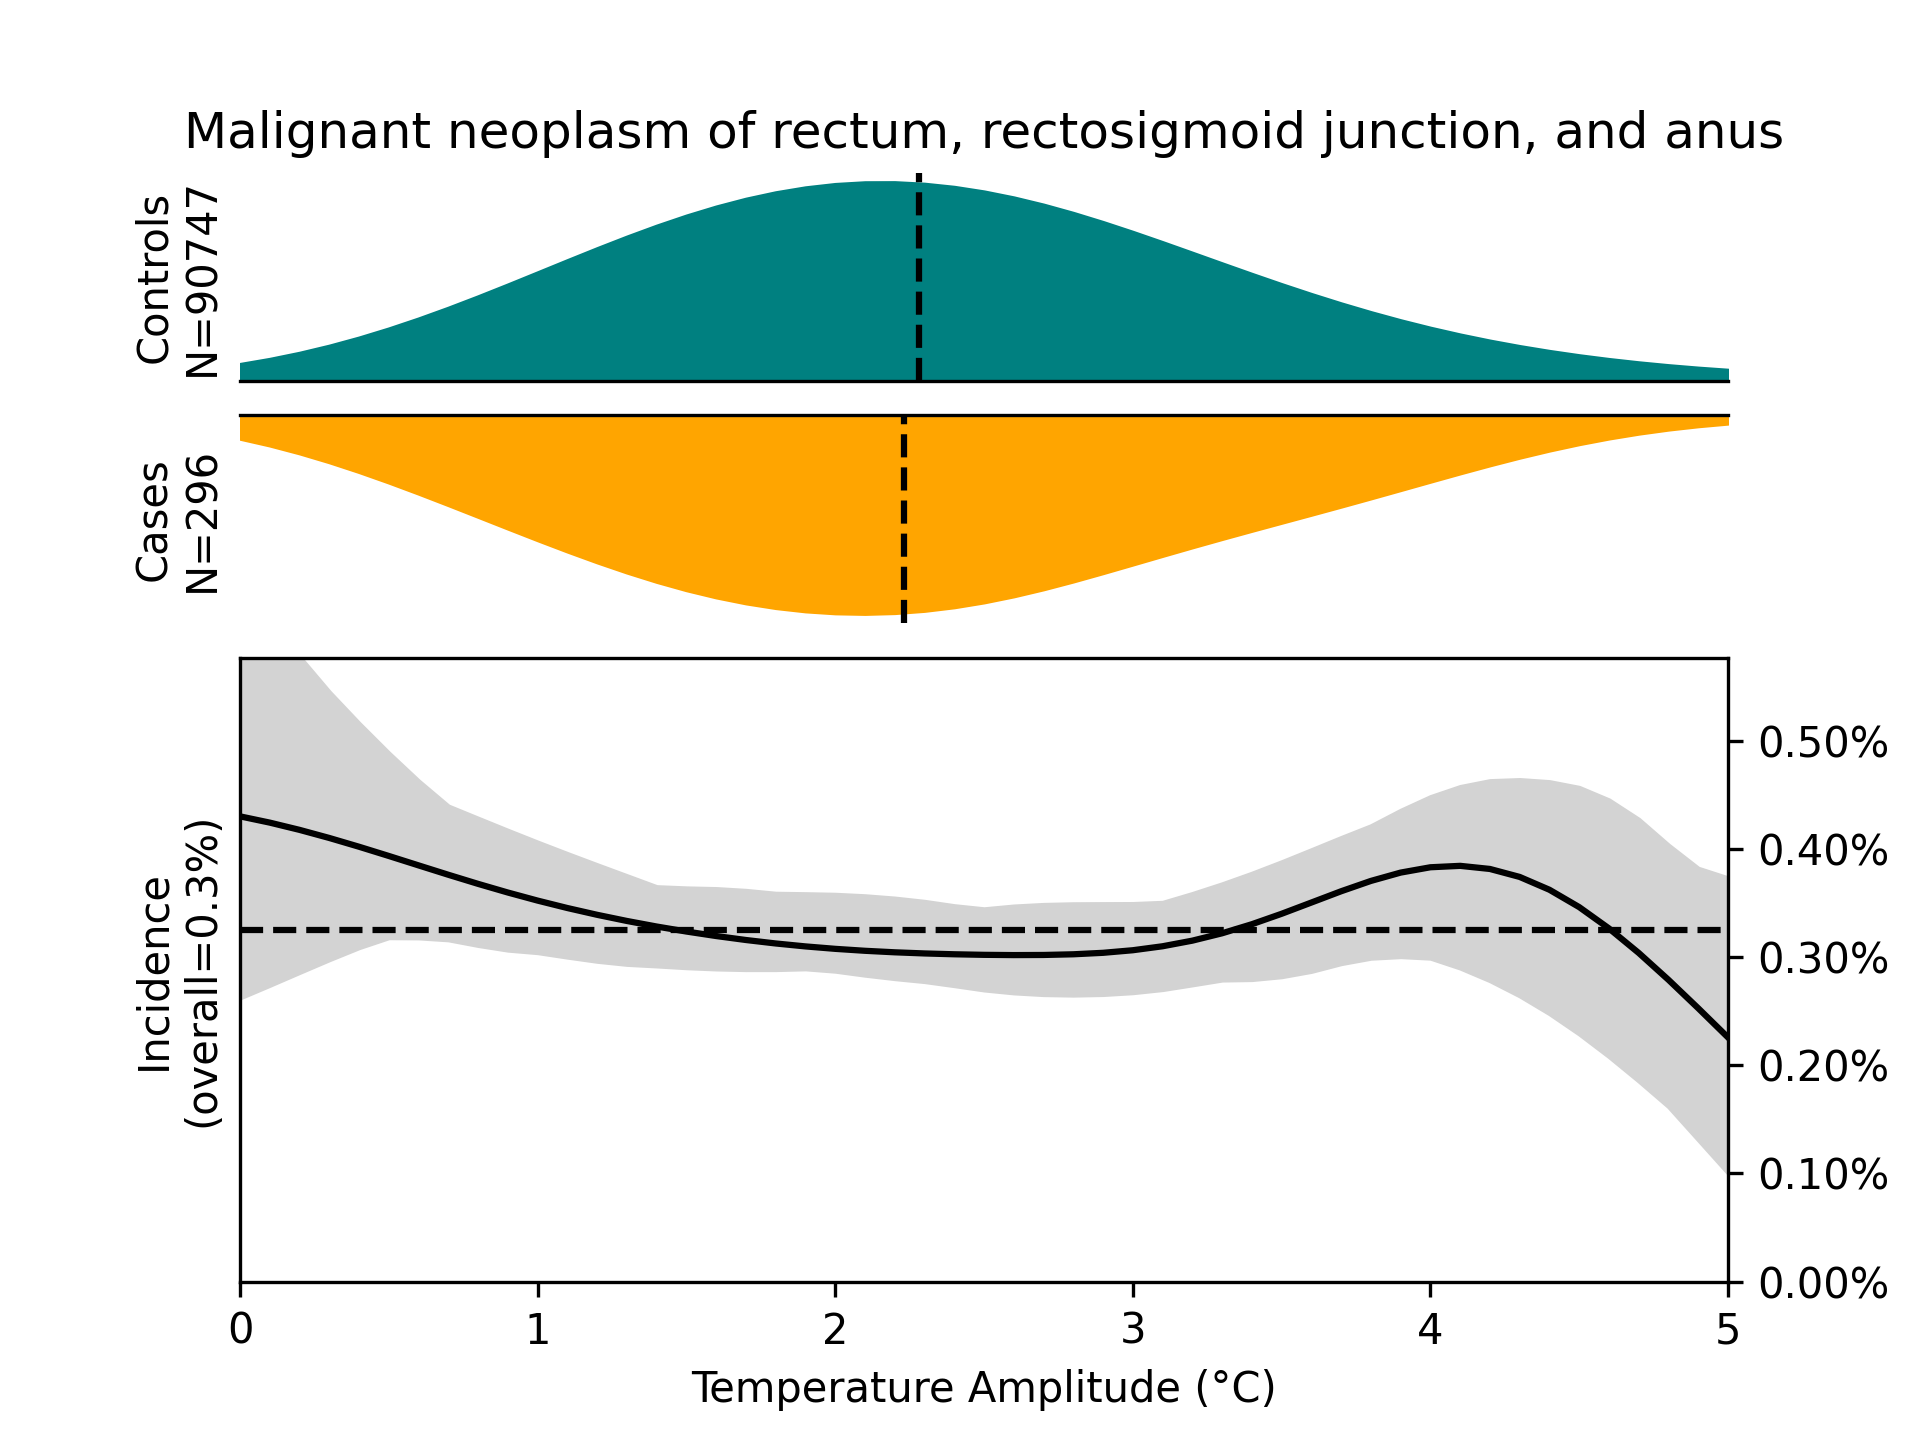 Malignant neoplasm of rectum, rectosigmoid junction, and anus
Controls
N=90747
Cases
N=296
Incidence
(overall=0.3%)
0.50%
0.40%
0.30%
0.20%
0.10%
0.00%
0 1 2 3 4 5
Temperature Amplitude (°C)